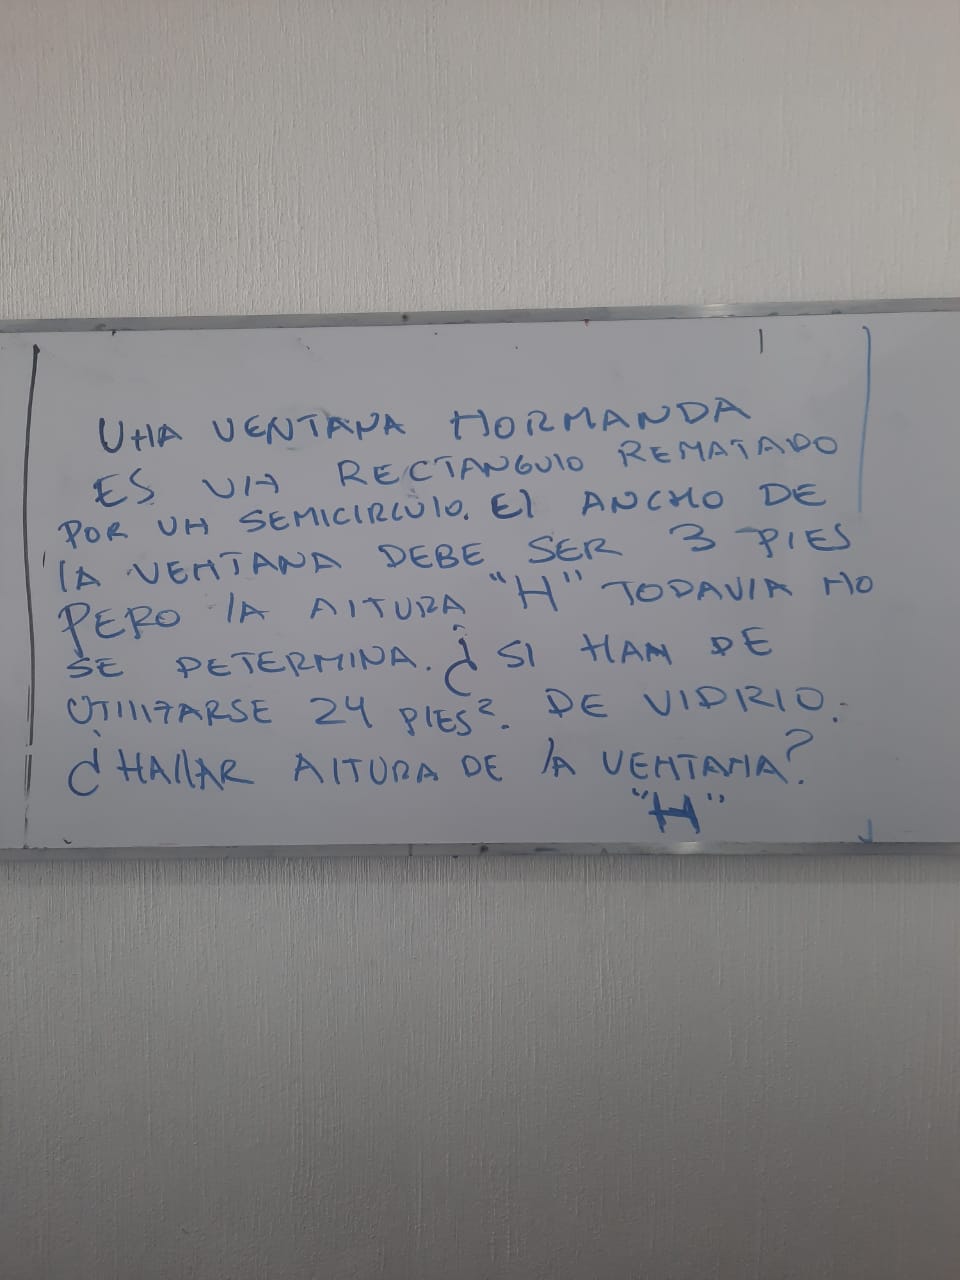 UNA VENTANA NORMANDA
ES UN RECTANGULO REMATADO
POR UN SEMICIRCULO. El ANCHO DE
lA VENTANA DEBE SER 3 PIES
PERO lA AlTURA "H" TODAVIA NO
SE DETERMINA. ¿ SI HAN DE
UTIlIZARSE 24 PIES². DE VIDRIO.
¿ HAllAR AlTURA DE lA VENTANA?
"H"